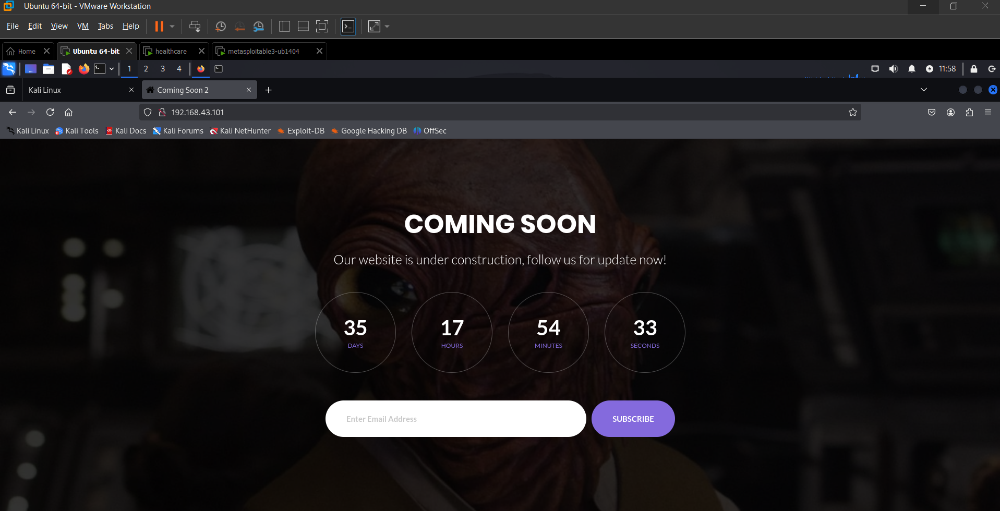 Ubuntu 64-bit - VMware Workstation
File Edit View VM Tabs Help
Home Ubuntu 64-bit healthcare metasploitable3-ub1404
1 2 3 4 11:58
Kali Linux Coming Soon 2
192.168.43.101
Kali Linux Kali Tools Kali Docs Kali Forums Kali NetHunter Exploit-DB Google Hacking DB OffSec
COMING SOON
Our website is under construction, follow us for update now!
35 17 54 33
DAYS HOURS MINUTES SECONDS
Enter Email Address SUBSCRIBE